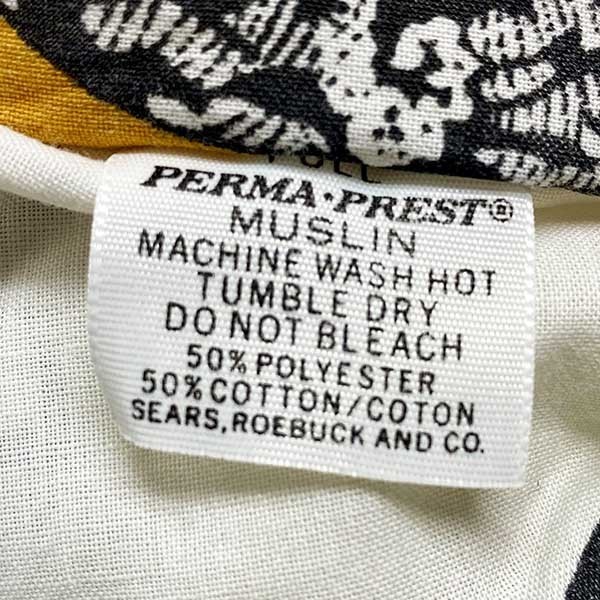 FULL
PERMA·PREST®
MUSLIN
MACHINE WASH HOT
TUMBLE DRY
DO NOT BLEACH
50% POLYESTER
50% COTTON/COTON
SEARS, ROEBUCK AND CO.